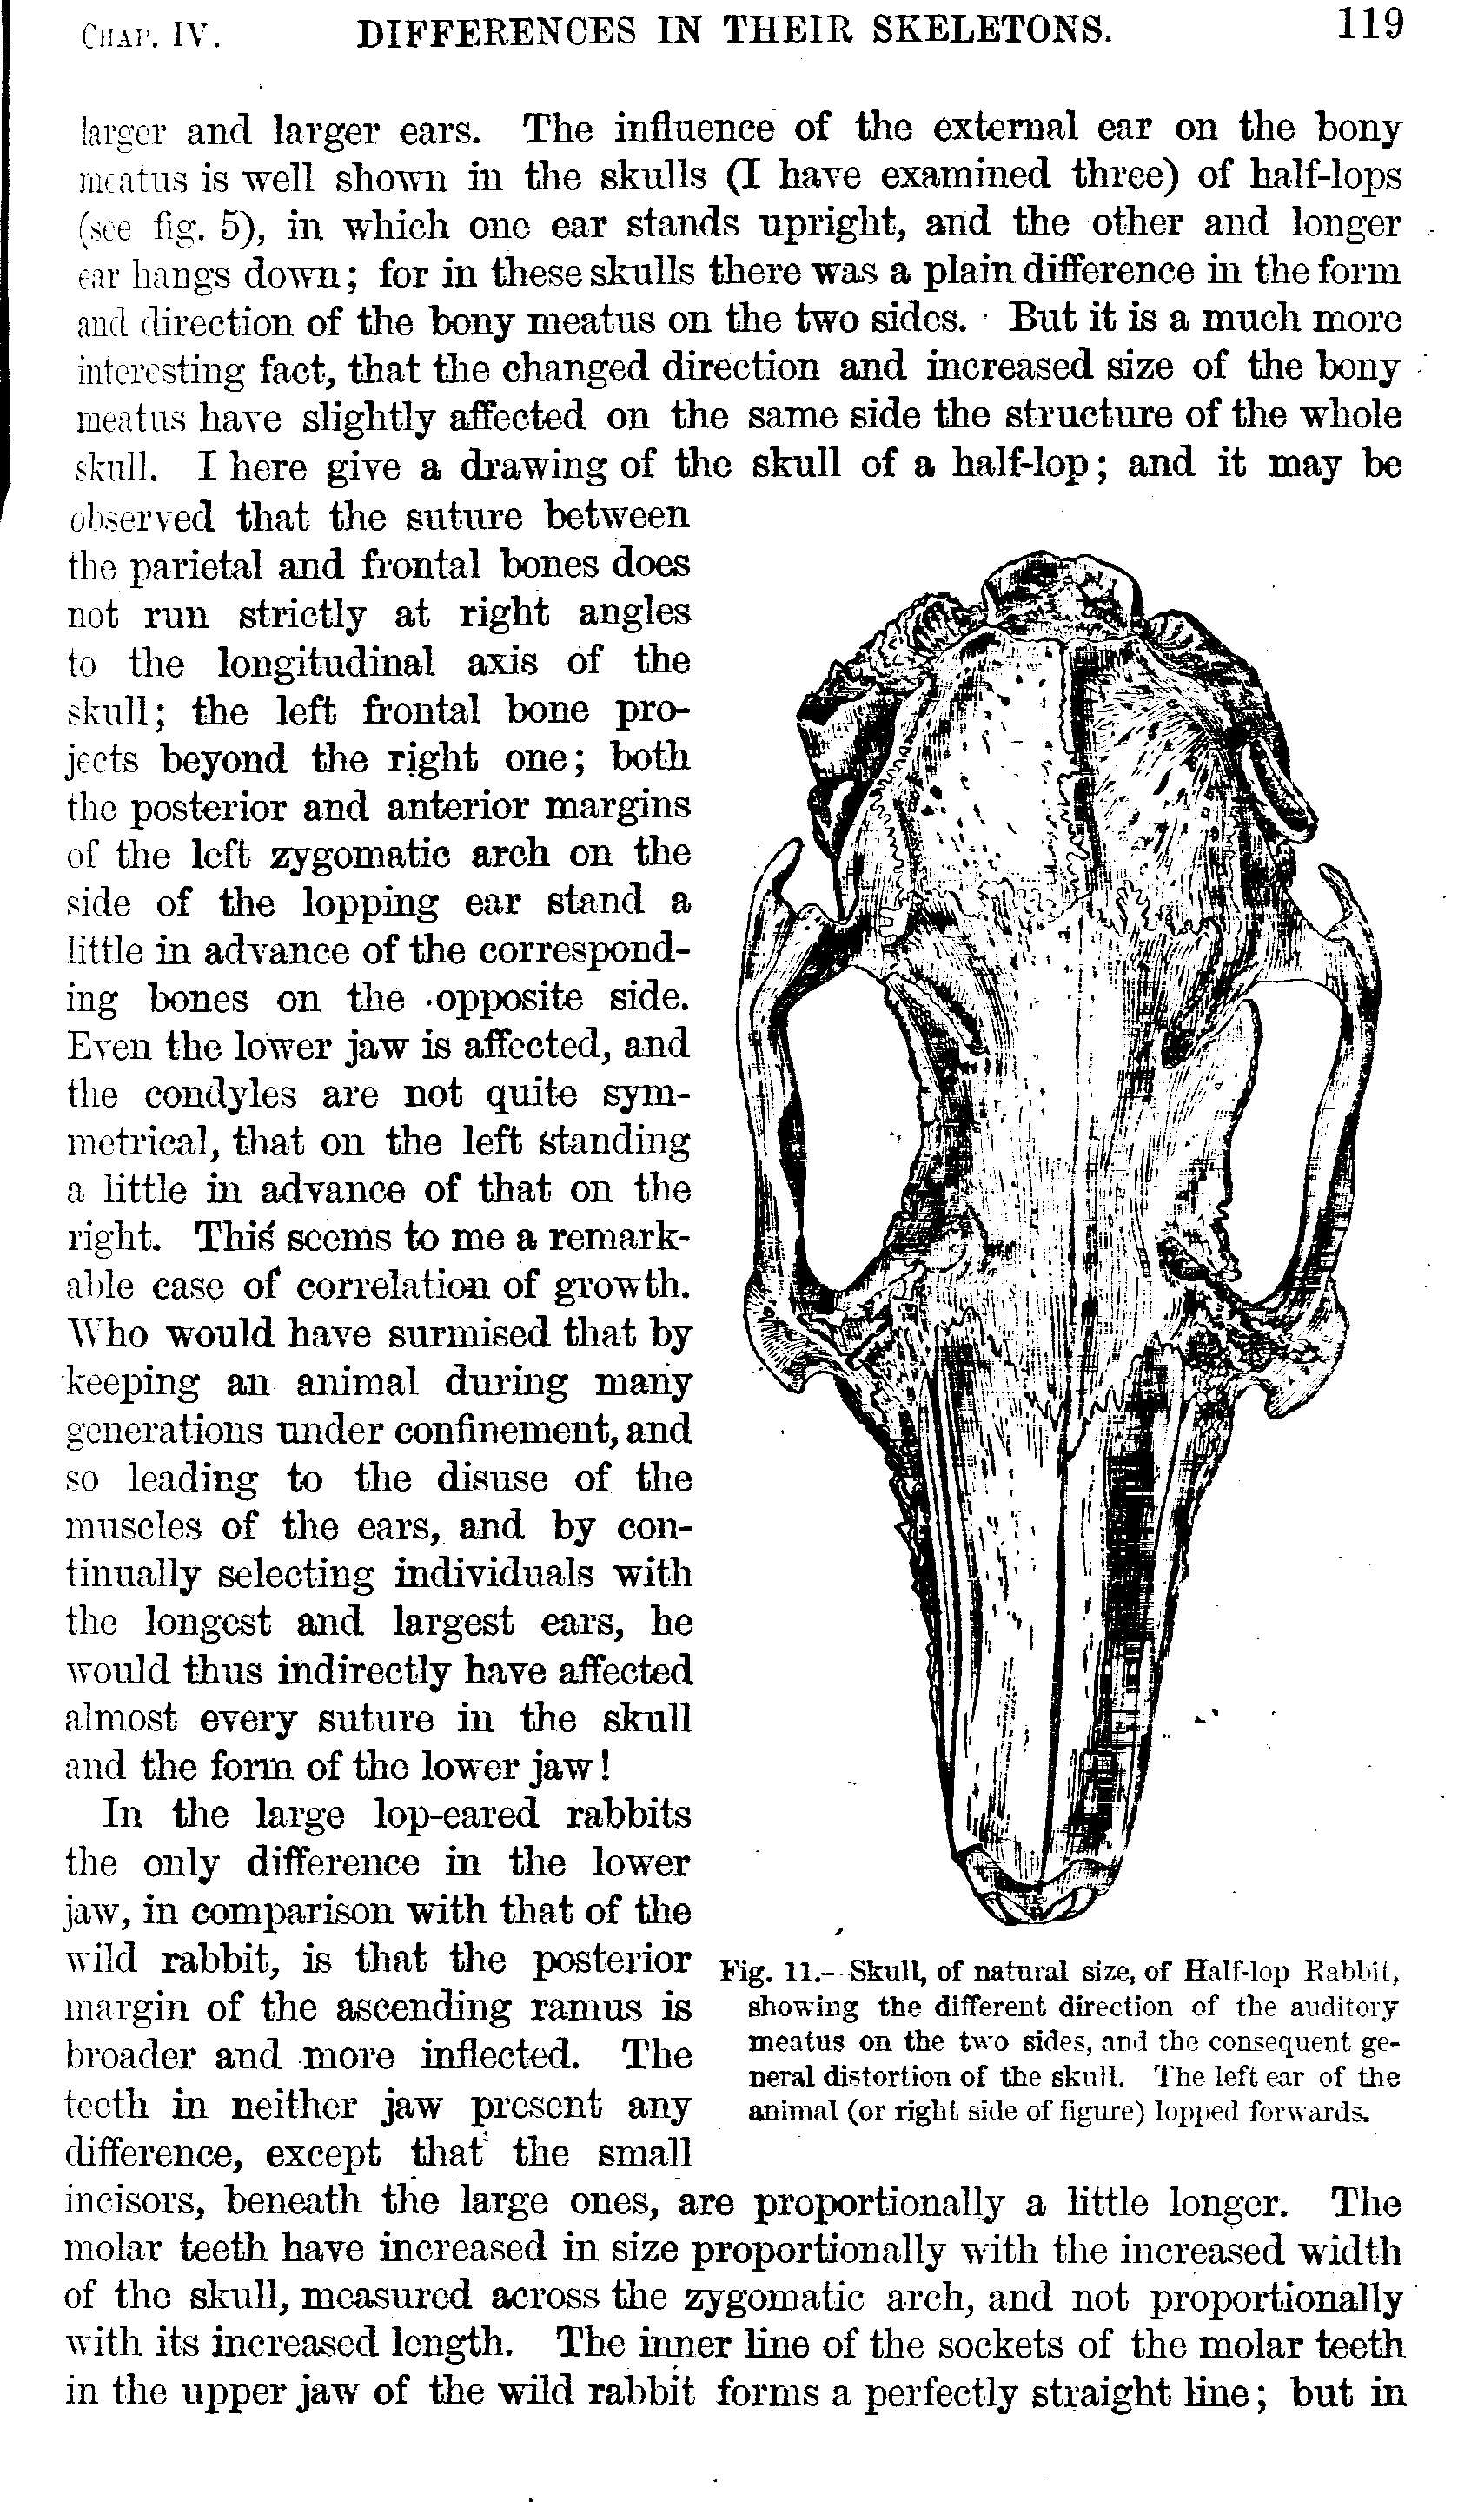 CHAP. IV. DIFFERENCES IN THEIR SKELETONS. 119
larger and larger ears. The influence of the external ear on the bony
meatus is well shown in the skulls (I have examined three) of half-lops
(see fig. 5), in which one ear stands upright, and the other and longer
ear hangs down; for in these skulls there was a plain difference in the form
and direction of the bony meatus on the two sides. But it is a much more
interesting fact, that the changed direction and increased size of the bony
meatus have slightly affected on the same side the structure of the whole
skull. I here give a drawing of the skull of a half-lop; and it may be
observed that the suture between
the parietal and frontal bones does
not run strictly at right angles
to the longitudinal axis of the
skull; the left frontal bone pro-
jects beyond the right one; both
the posterior and anterior margins
of the left zygomatic arch on the
side of the lopping ear stand a
little in advance of the correspond-
ing bones on the opposite side.
Even the lower jaw is affected, and
the condyles are not quite sym-
metrical, that on the left standing
a little in advance of that on the
right. This seems to me a remark-
able case of correlation of growth.
Who would have surmised that by
keeping an animal during many
generations under confinement, and
so leading to the disuse of the
muscles of the ears, and by con-
tinually selecting individuals with
the longest and largest ears, he
would thus indirectly have affected
almost every suture in the skull
and the form of the lower jaw!
In the large lop-eared rabbits
the only difference in the lower
jaw, in comparison with that of the
wild rabbit, is that the posterior
margin of the ascending ramus is
broader and more inflected. The
teeth in neither jaw present any
difference, except that the small
Fig. 11.—Skull, of natural size, of Half-lop Rabbit,
showing the different direction of the auditory
meatus on the two sides, and the consequent ge-
neral distortion of the skull. The left ear of the
animal (or right side of figure) lopped forwards.
incisors, beneath the large ones, are proportionally a little longer. The
molar teeth have increased in size proportionally with the increased width
of the skull, measured across the zygomatic arch, and not proportionally
with its increased length. The inner line of the sockets of the molar teeth
in the upper jaw of the wild rabbit forms a perfectly straight line; but in